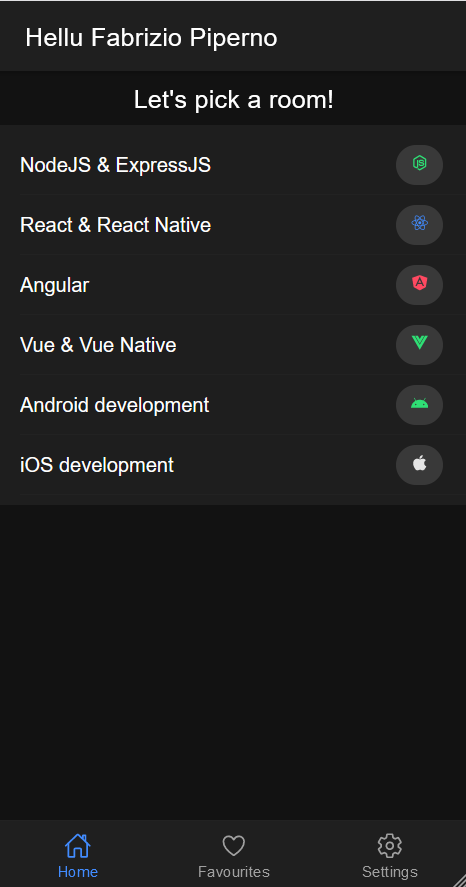 Hellu Fabrizio Piperno
Let's pick a room!
NodeJS & ExpressJS
React & React Native
Angular
Vue & Vue Native
Android development
iOS development
Home
Favourites
Settings